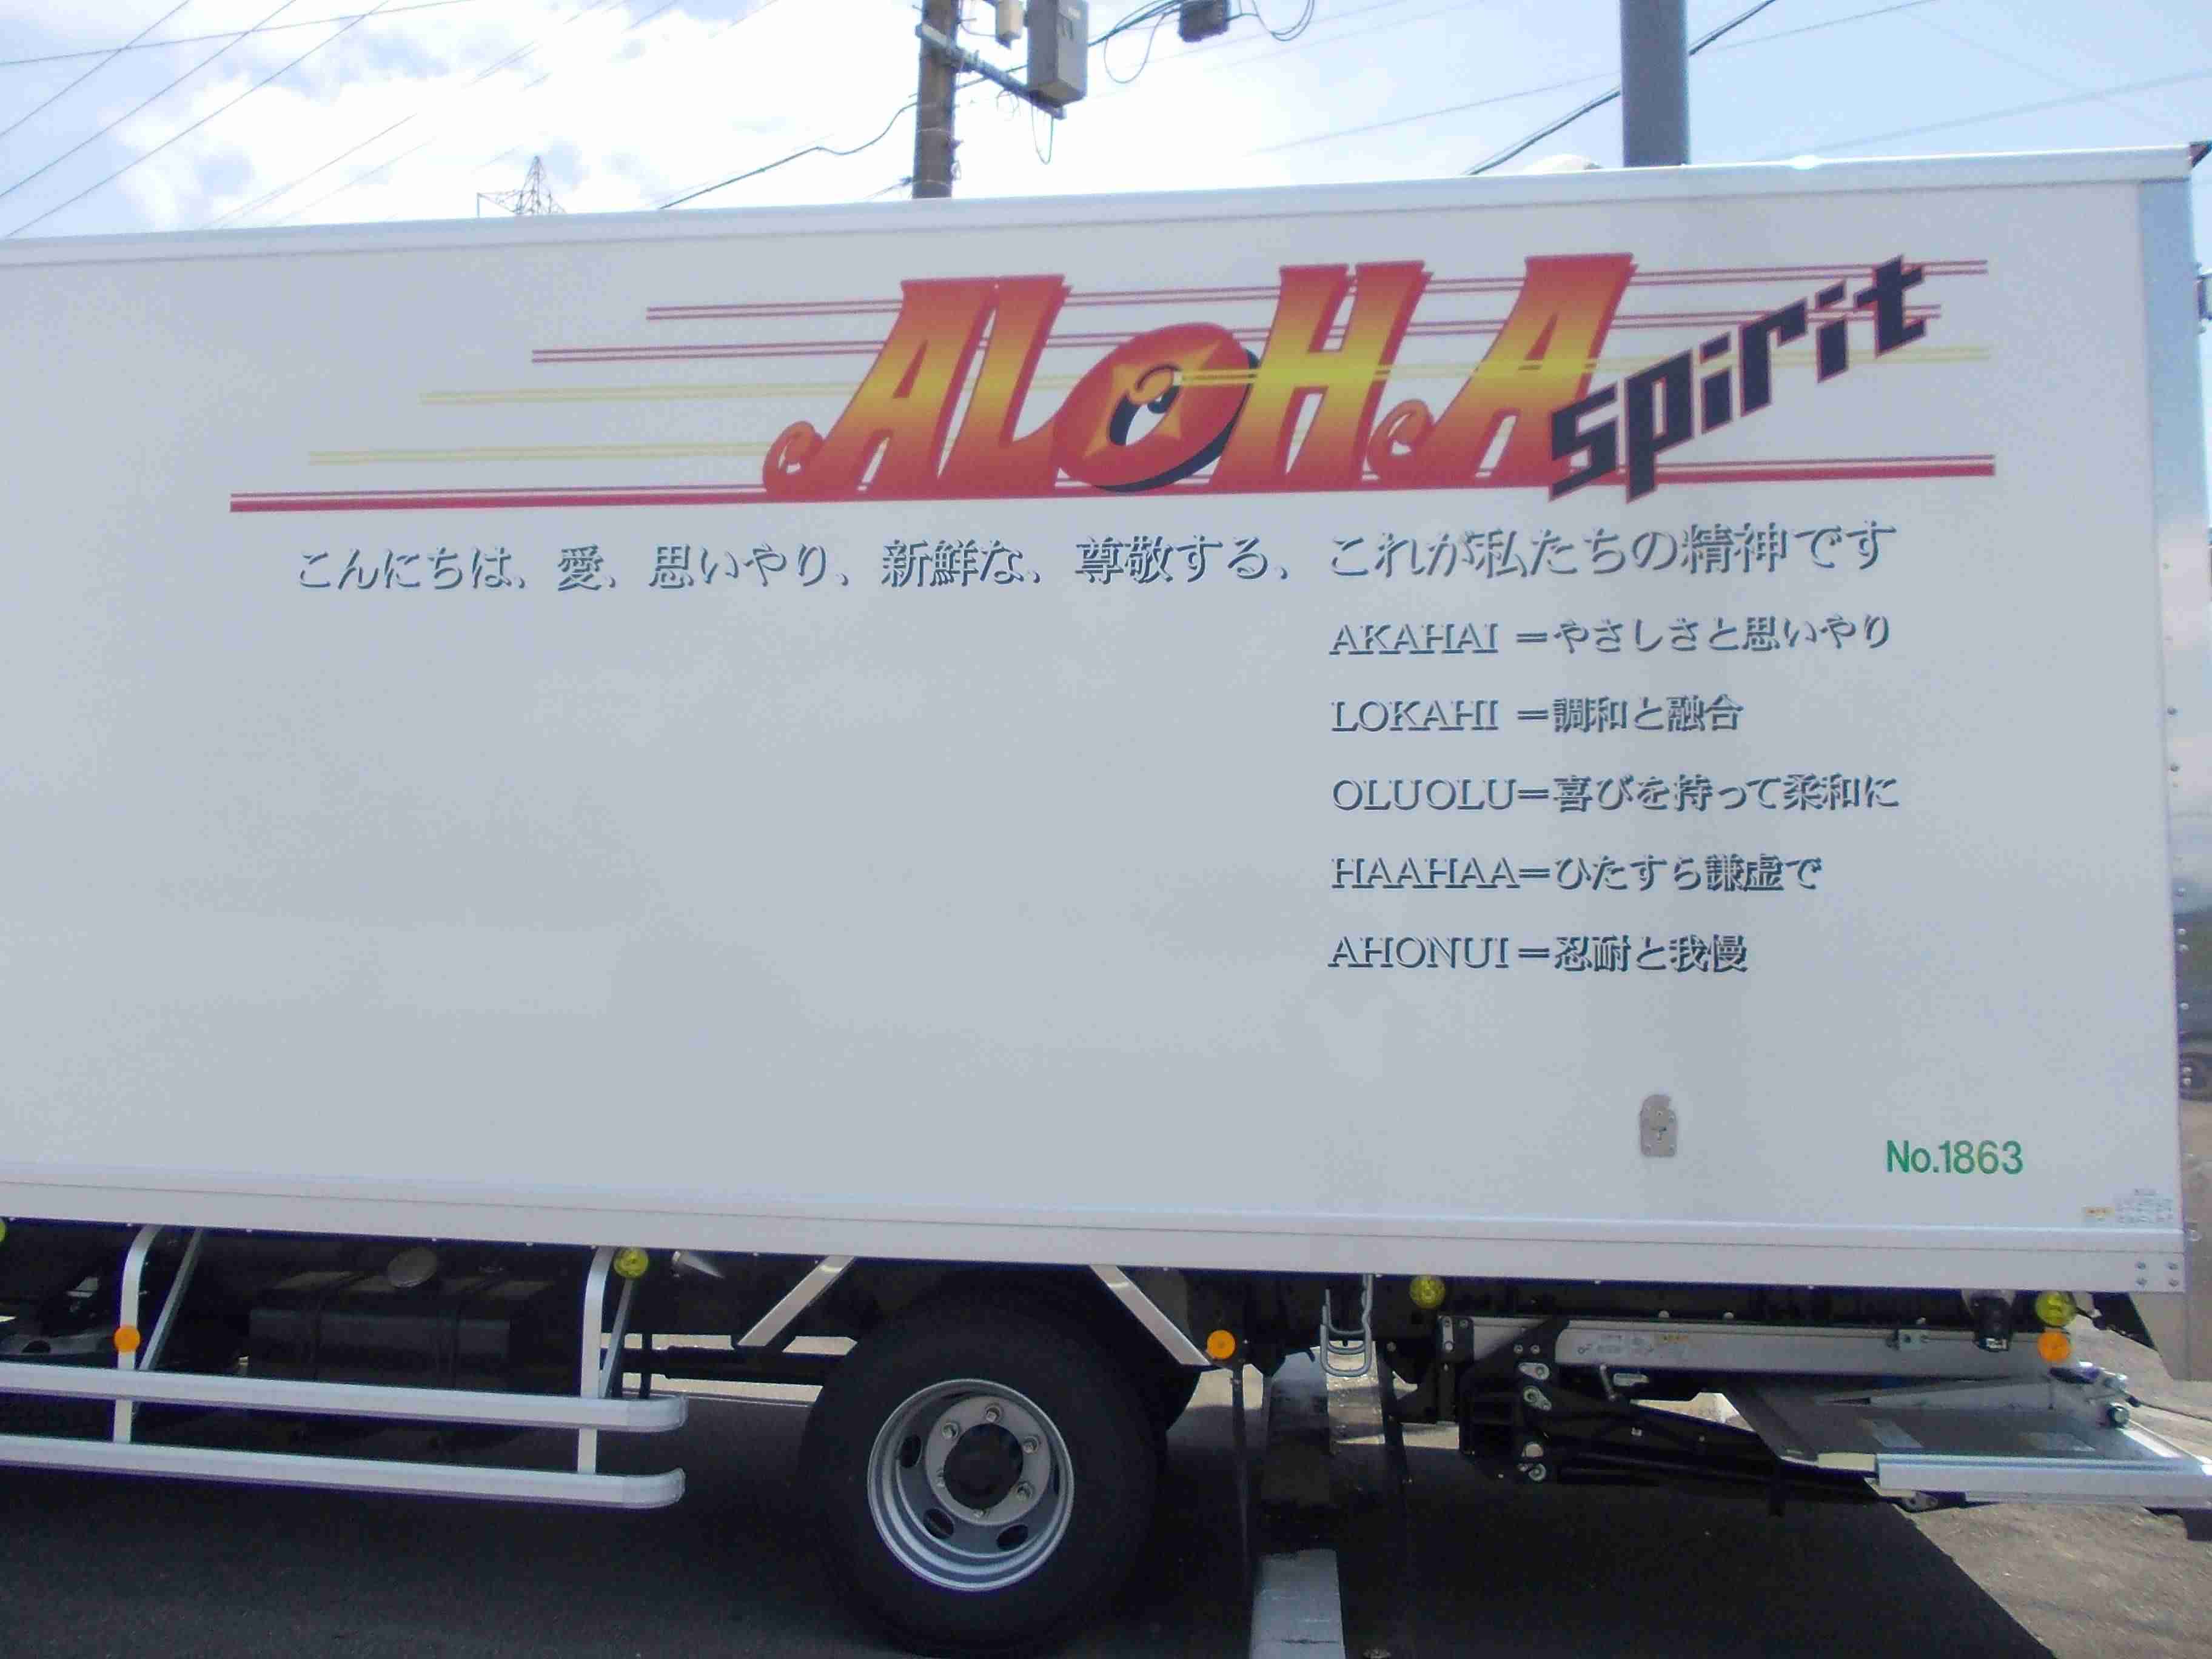 ALOHA spirit
こんにちは、愛、思いやり、新鮮な、尊敬する、これが私たちの精神です
AKAHAI =やさしさと思いやり
LOKAHI =調和と融合
OLUOLU=喜びを持って柔和に
HAAHAA=ひたすら謙虚で
AHONUI=忍耐と我慢
No.1863